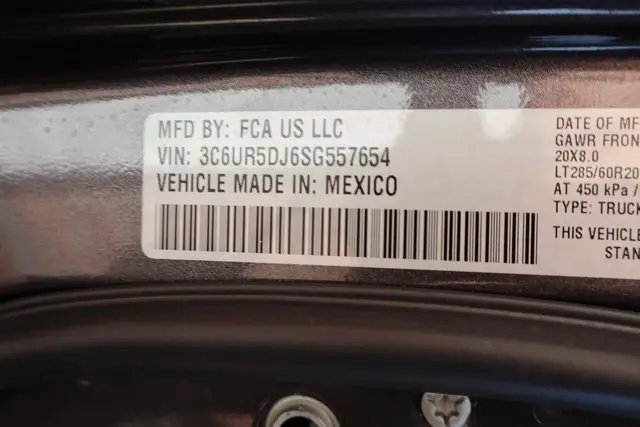 MFD BY: FCA US LLC
VIN: 3C6UR5DJ6SG557654
VEHICLE MADE IN: MEXICO
DATE OF MF
GAWR FRON
20X8.0
LT285/60R20
AT 450 kPa /
TYPE: TRUCK
THIS VEHICLE
STAN